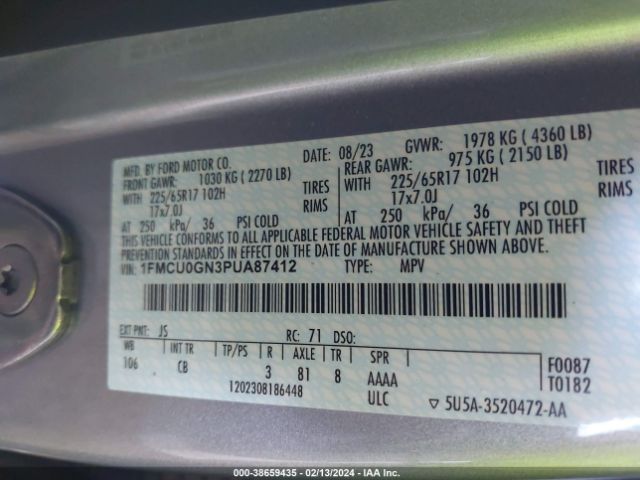 MFD. BY FORD MOTOR CO. DATE: 08/23 GVWR: 1978 KG ( 4360 LB)
FRONT GAWR: 1030 KG ( 2270 LB) REAR GAWR: 975 KG ( 2150 LB)
WITH 225/65R17 102H TIRES WITH 225/65R17 102H TIRES
17x7.0J RIMS 17x7.0J RIMS
AT 250 kPa/ 36 PSI COLD AT 250 kPa/ 36 PSI COLD
THIS VEHICLE CONFORMS TO ALL APPLICABLE FEDERAL MOTOR VEHICLE SAFETY AND THEFT
PREVENTION STANDARDS IN EFFECT ON THE DATE OF MANUFACTURE SHOWN ABOVE.
VIN: 1FMCU0GN3PUA87412 TYPE: MPV
EXT PNT: JS RC: 71 DSO:
WB INT TR TP/PS R AXLE TR SPR
106 CB 3 81 8 AAAA
1202308186448 ULC
F0087
T0182
▽ 5U5A-3520472-AA
000-38659435 - 02/13/2024 - IAA Inc.